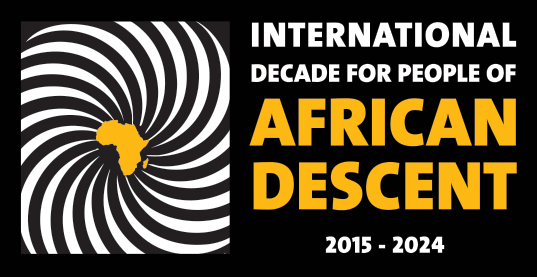 INTERNATIONAL
DECADE FOR PEOPLE OF
AFRICAN
DESCENT
2015 - 2024